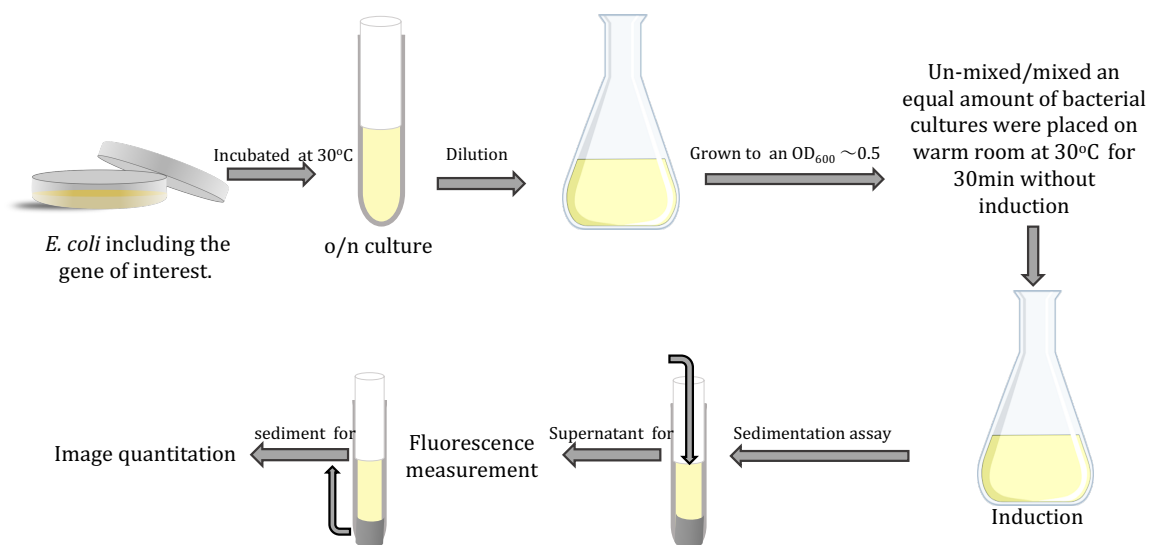 Incubated at 30°C
E. coli including the
gene of interest.
o/n culture
Dilution
Grown to an OD₆₀₀ ~0.5
Un-mixed/mixed an
equal amount of bacterial
cultures were placed on
warm room at 30°C for
30min without
induction
Induction
Sedimentation assay
Supernatant for
Fluorescence
measurement
sediment for
Image quantitation